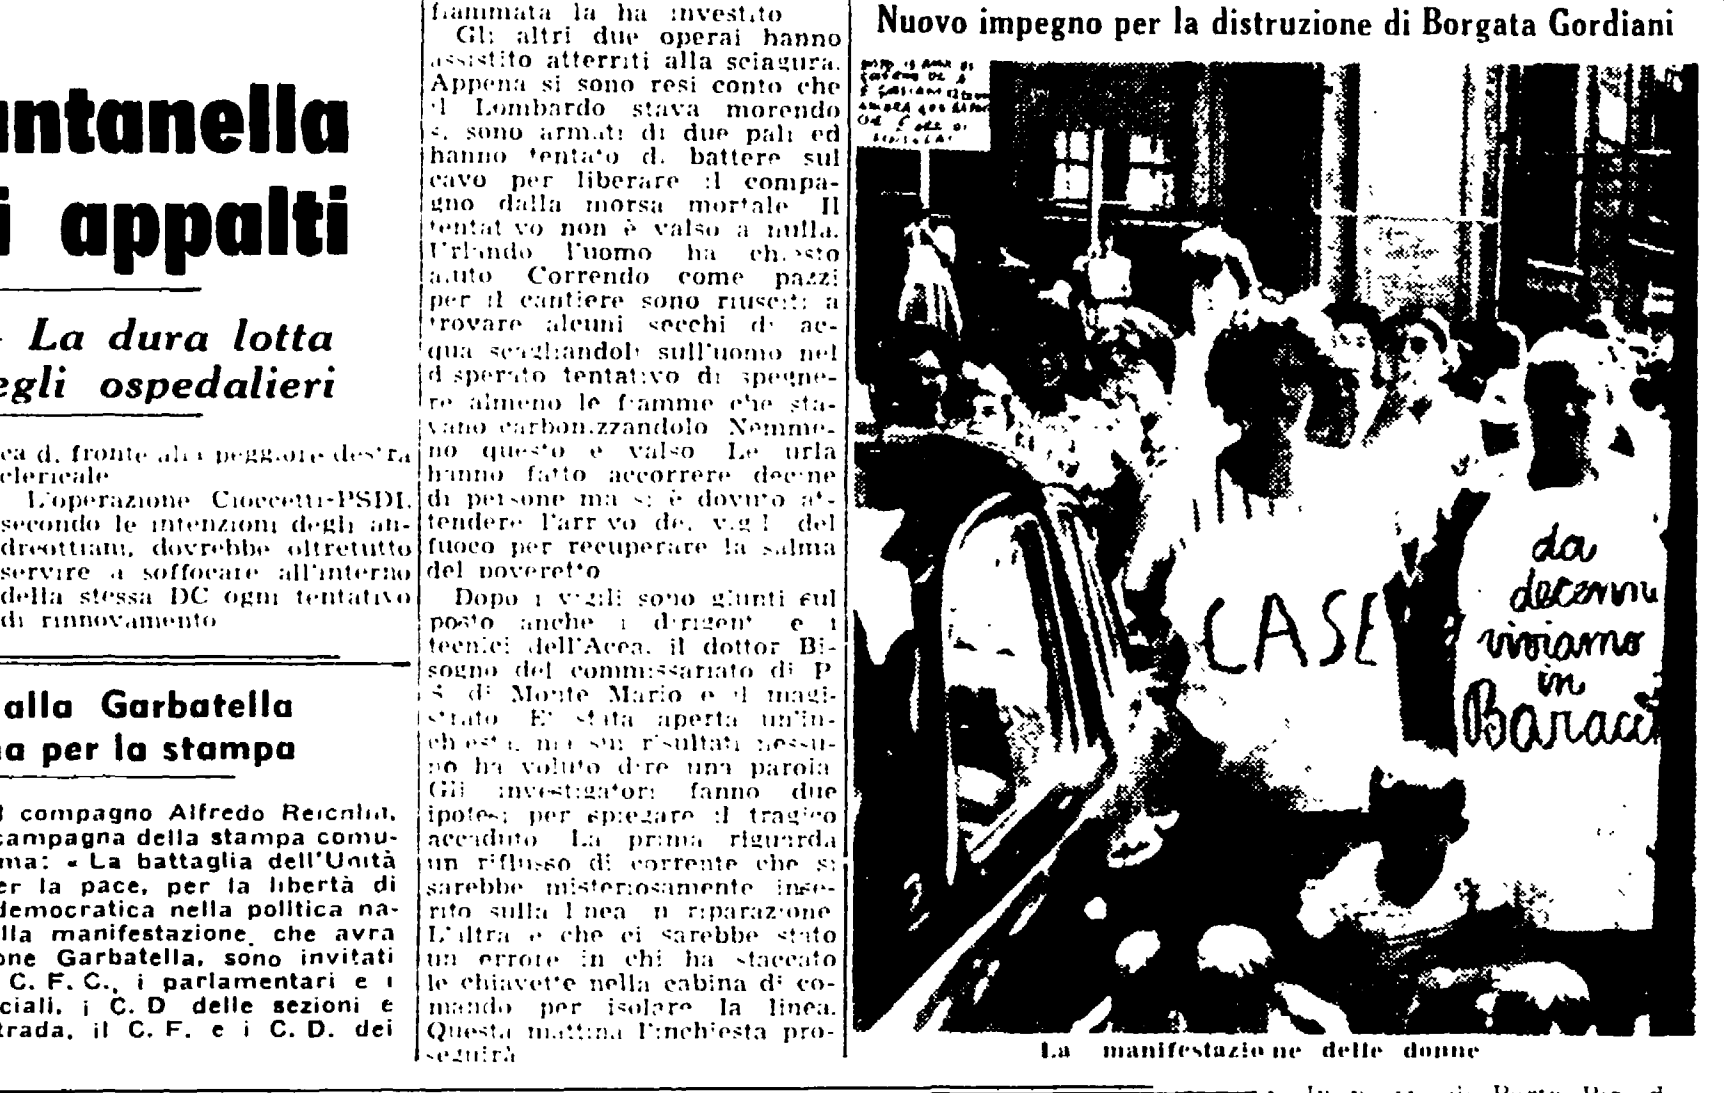 antanella
i appalti
La dura lotta
egli ospedalieri
clericale
L'operazione Cioccetti-PSDI,
secondo le intenzioni degli an-
dreottiani, dovrebbe oltretutto
servire a soffocare all'interno
della stessa DC ogni tentativo
di rinnovamento
alla Garbatella
na per la stampa
compagno Alfredo Reichlin,
campagna della stampa comu-
ma: « La battaglia dell'Unità
er la pace, per la libertà di
democratica nella politica na-
lla manifestazione, che avra
one Garbatella, sono invitati
C. F. C., i parlamentari e i
ciali, i C. D delle sezioni e
trada, il C. F. e i C. D. dei
fiammata la ha investito
Gli altri due operai hanno
assistito atterriti alla sciagura.
Appena si sono resi conto che
il Lombardo stava morendo
si sono armati di due pali ed
hanno tentato di battere sul
cavo per liberare il compa-
gno dalla morsa mortale Il
tentativo non è valso a nulla.
Urlando l'uomo ha chiesto
aiuto Correndo come pazzi
per il cantiere sono riusciti a
trovare alcuni secchi di ac-
qua scagliandoli sull'uomo nel
disperato tentativo di spegne-
re almeno le fiamme che sta-
vano carbonizzandolo Nemme-
no questo è valso Le urla
hanno fatto accorrere decine
di persone ma si è dovuto at-
tendere l'arrivo dei vigili del
fuoco per recuperare la salma
del poveretto
Dopo i vigili sono giunti sul
posto anche i dirigenti e i
tecnici dell'Acea, il dottor Bi-
sogno del commissariato di P
S. di Monte Mario e il magi-
strato. E' stata aperta un'in-
chiesta, ma sui risultati nessu-
no ha voluto dire una parola
Gli investigatori fanno due
ipotesi per spiegare il tragico
accaduto La prima riguarda
un riflusso di corrente che si
sarebbe misteriosamente inse-
rito sulla linea in riparazione
L'altra è che ci sarebbe stato
un errore in chi ha staccato
le chiavette nella cabina di co-
mando per isolare la linea.
Questa mattina l'inchiesta pro-
seguirà
Nuovo impegno per la distruzione di Borgata Gordiani
CASE
da
decenni
viviamo
in
Baracc
La manifestazione delle donne